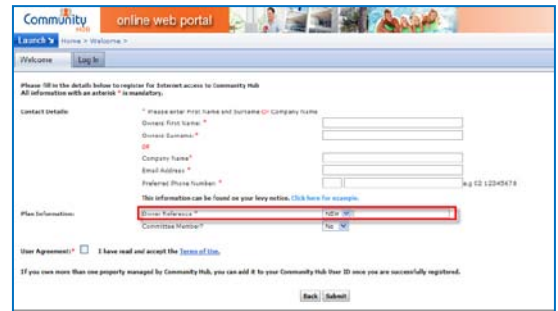 Community
HUB
online web portal
Launch
Home > Welcome >
Welcome
Log In
Please fill in the details below to register for Internet access to Community Hub
All information with an asterisk * is mandatory.
Contact Details:
* Please enter First Name and Surname OR Company Name
Owners First Name: *
Owners Surname: *
OR
Company Name*
Email Address *
Preferred Phone Number: *
e.g 02 12345678
This information can be found on your levy notice. Click here for example.
Plan Information:
Owner Reference *
NEW
Committee Member?
No
User Agreement:* I have read and accept the Terms of Use.
If you own more than one property managed by Community Hub, you can add it to your Community Hub User ID once you are successfully registered.
Back Submit